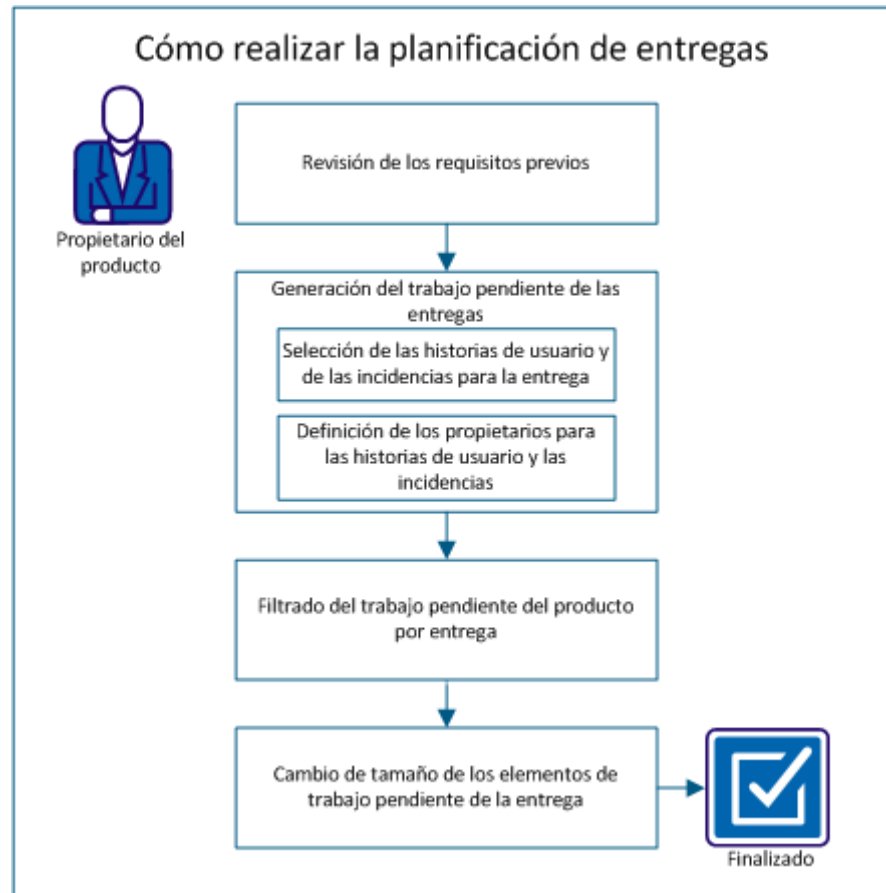 Cómo realizar la planificación de entregas
Propietario del
producto
Revisión de los requisitos previos
Generación del trabajo pendiente de las
entregas
Selección de las historias de usuario y
de las incidencias para la entrega
Definición de los propietarios para
las historias de usuario y las
incidencias
Filtrado del trabajo pendiente del producto
por entrega
Cambio de tamaño de los elementos de
trabajo pendiente de la entrega
Finalizado